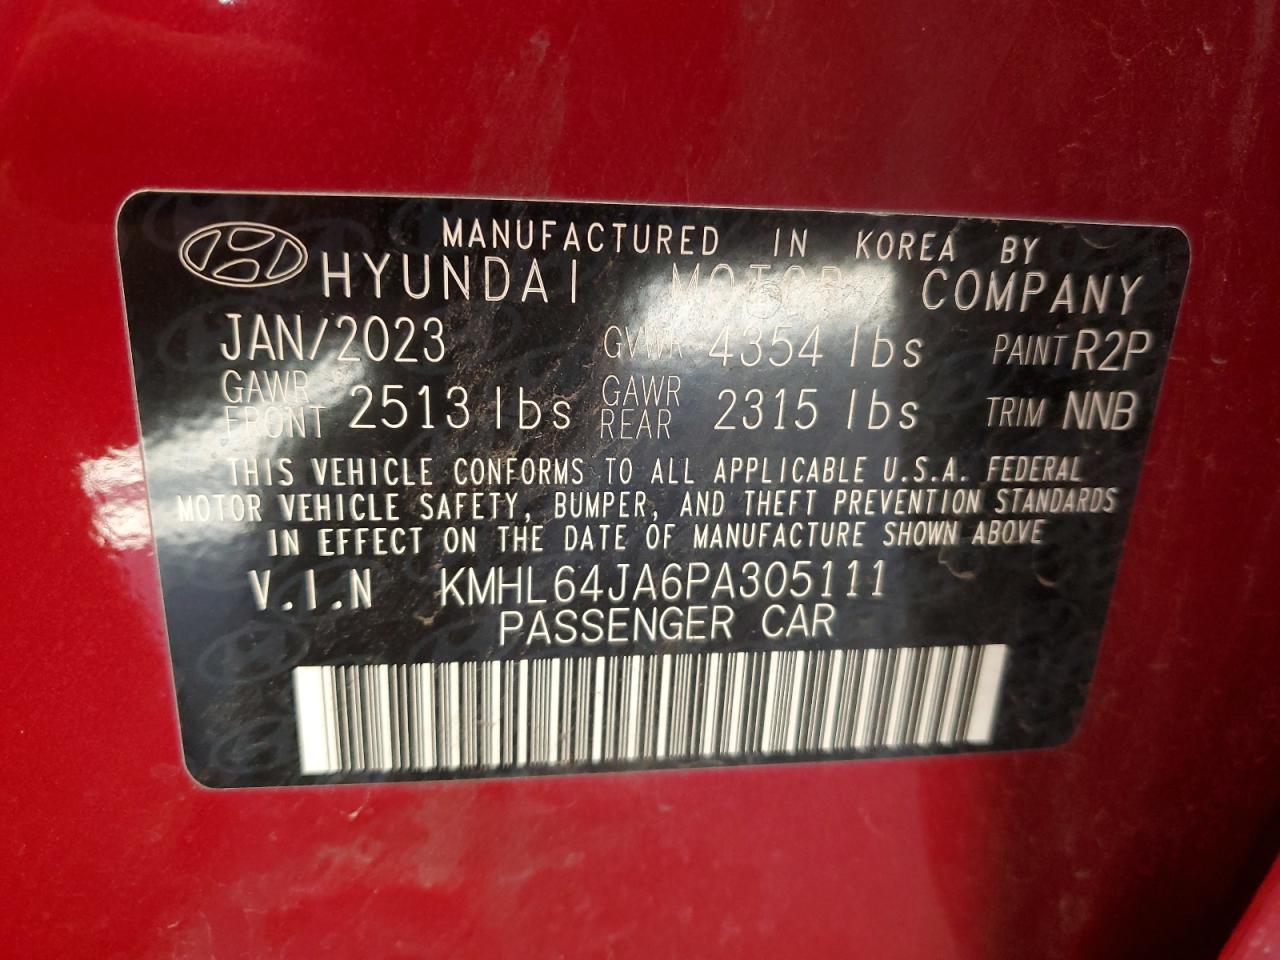 MANUFACTURED IN KOREA BY
HYUNDAI MOTOR COMPANY
JAN/2023 GVWR 4354 lbs PAINT R2P
GAWR FRONT 2513 lbs GAWR REAR 2315 lbs TRIM NNB
THIS VEHICLE CONFORMS TO ALL APPLICABLE U.S.A. FEDERAL
MOTOR VEHICLE SAFETY, BUMPER, AND THEFT PREVENTION STANDARDS
IN EFFECT ON THE DATE OF MANUFACTURE SHOWN ABOVE
V.I.N KMHL64JA6PA305111
PASSENGER CAR